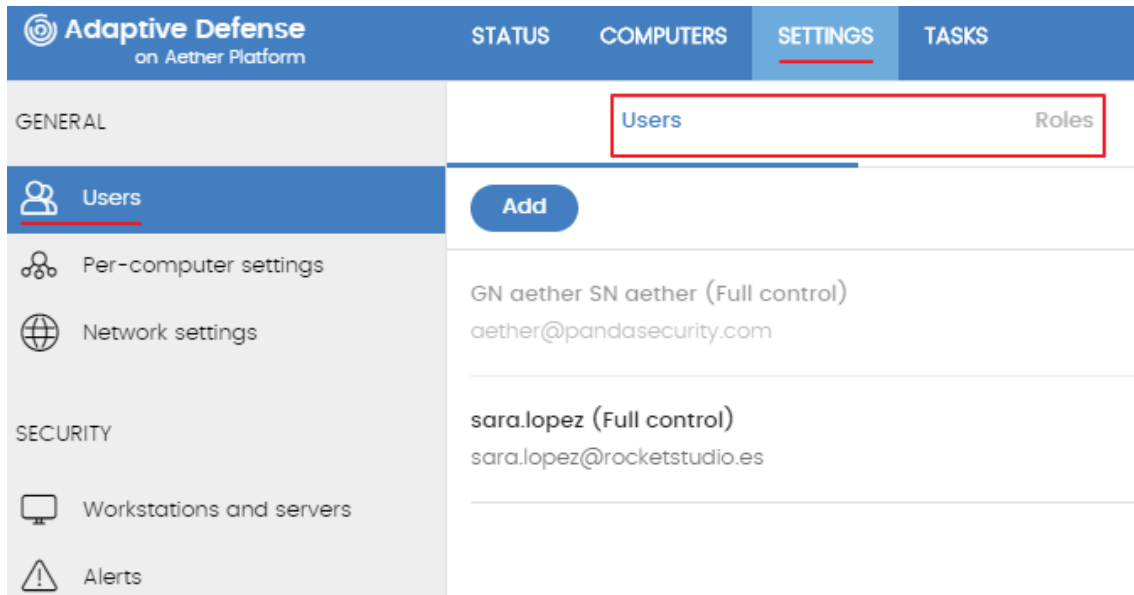 Adaptive Defense
on Aether Platform
STATUS
COMPUTERS
SETTINGS
TASKS
GENERAL
Users
Per-computer settings
Network settings
SECURITY
Workstations and servers
Alerts
Users
Roles
Add
GN aether SN aether (Full control)
aether@pandasecurity.com
sara.lopez (Full control)
sara.lopez@rocketstudio.es